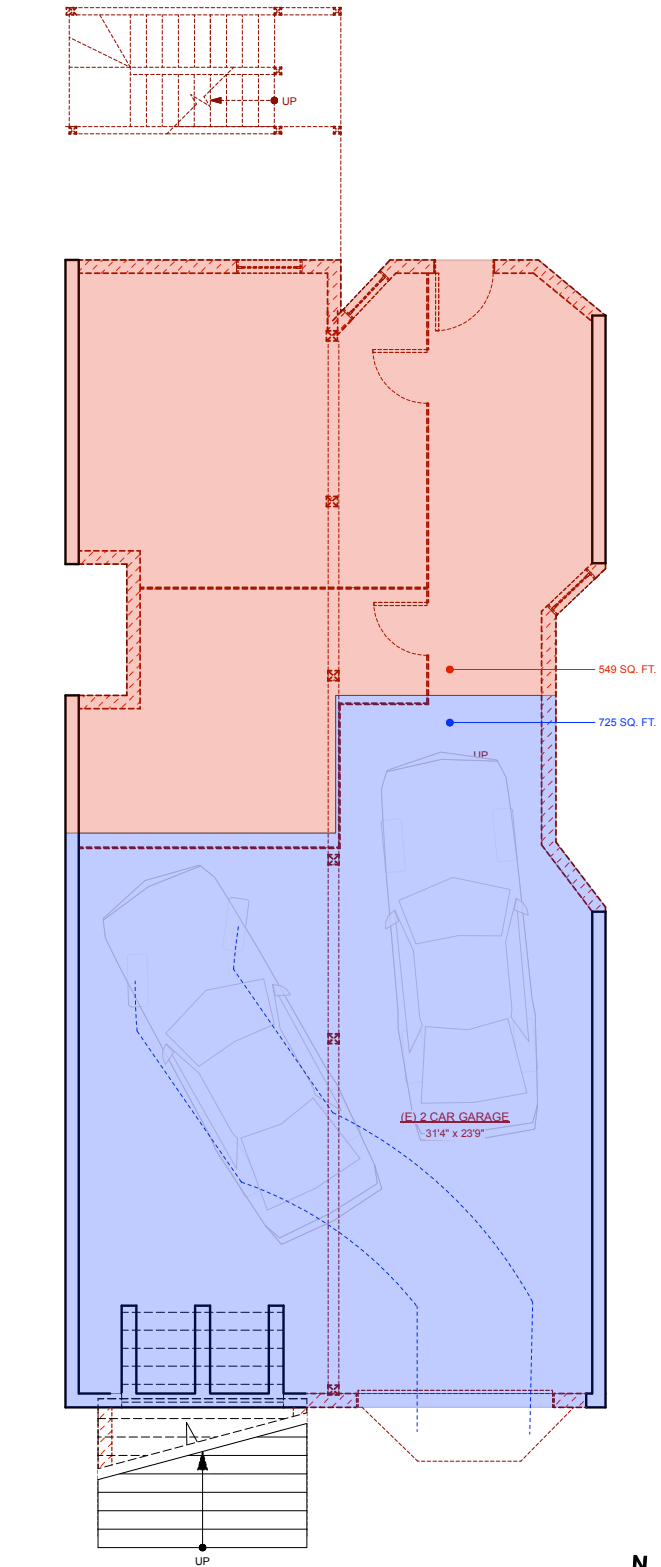 UP
549 SQ. FT.
725 SQ. FT.
UP
(E) 2 CAR GARAGE
31'4" x 23'9"
UP
N